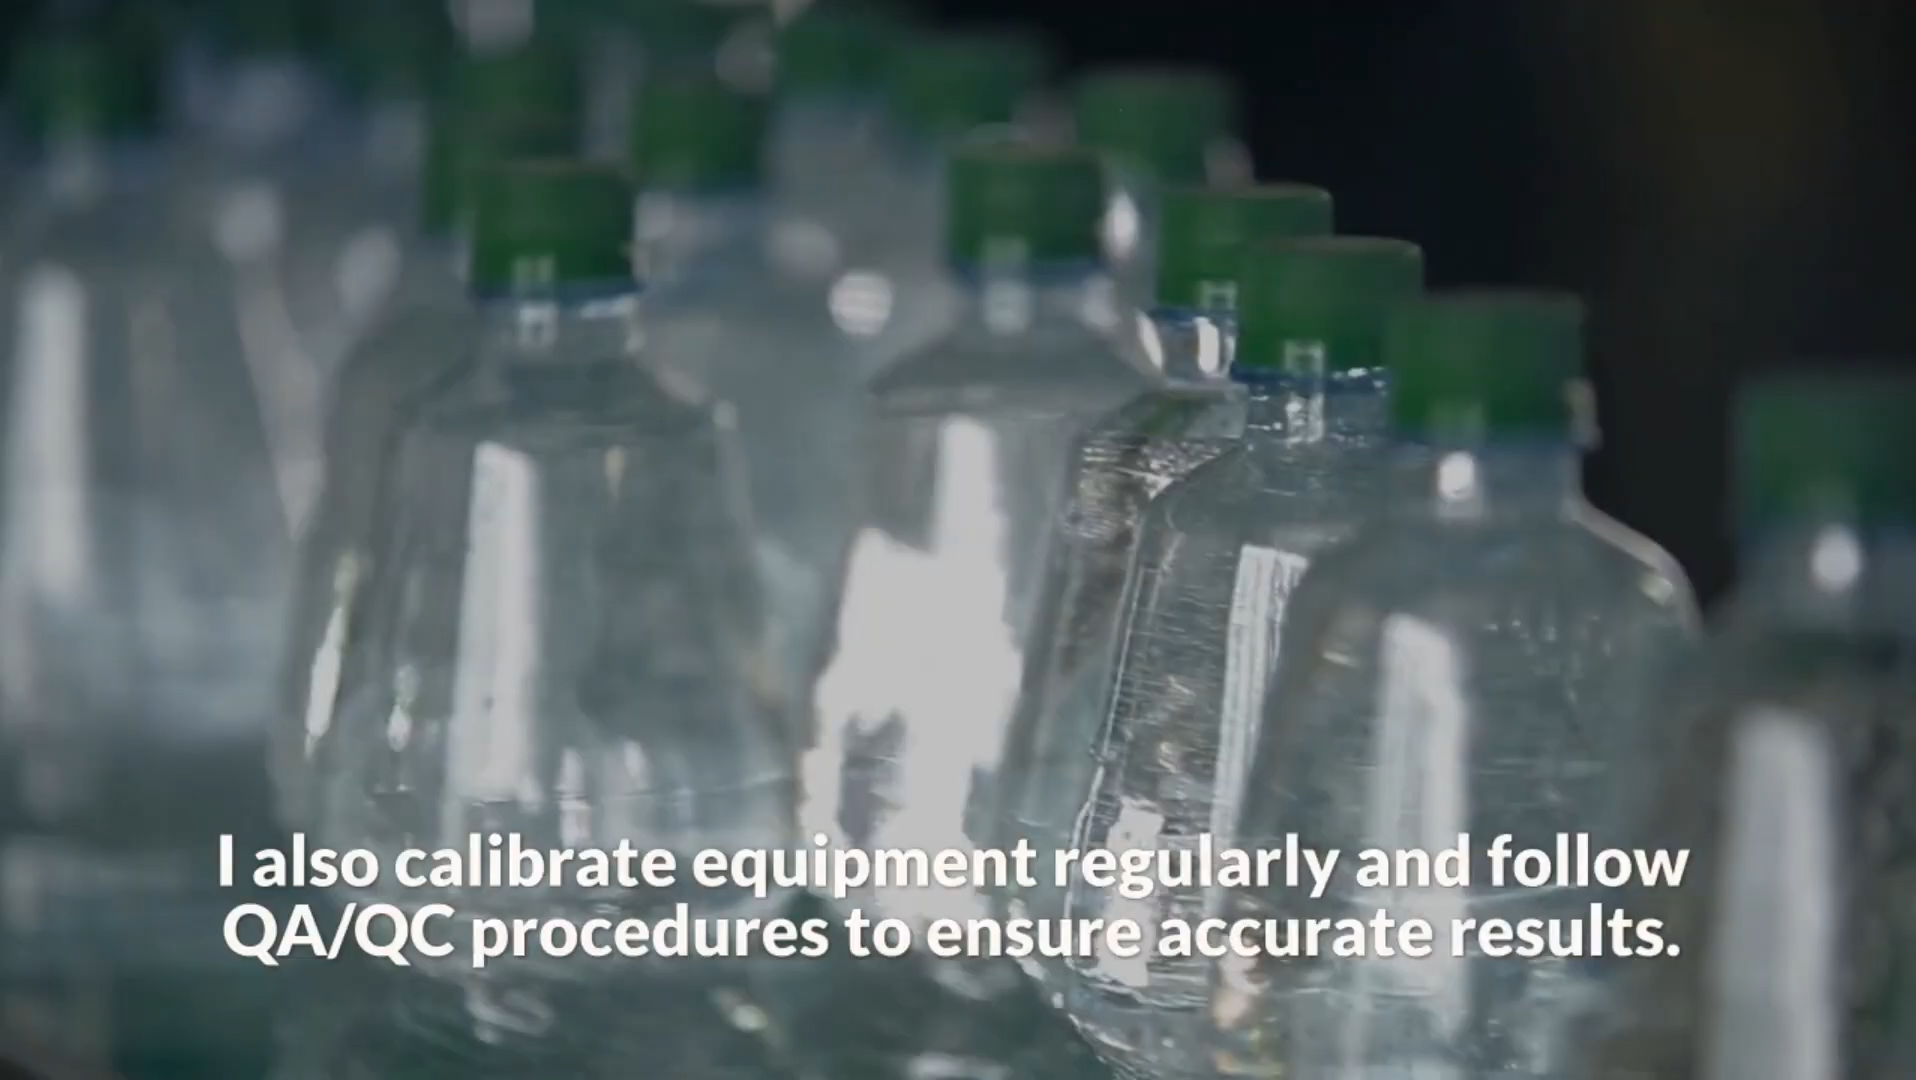 I also calibrate equipment regularly and follow
QA/QC procedures to ensure accurate results.